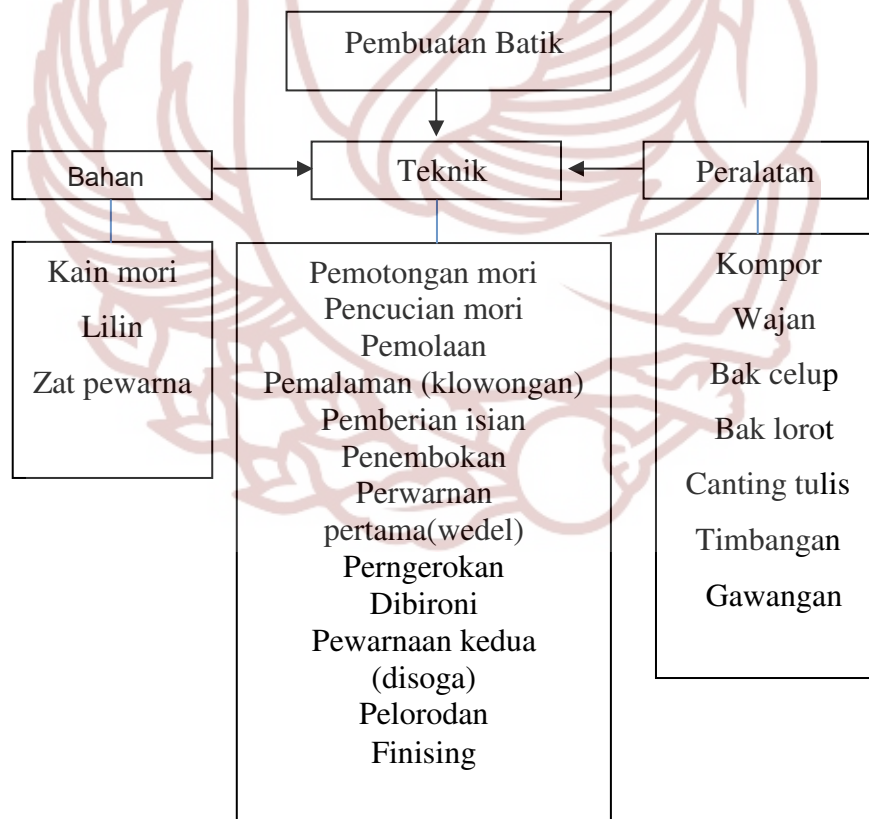 Pembuatan Batik
Bahan
Teknik
Peralatan
Kain mori
Lilin
Zat pewarna
Pemotongan mori
Pencucian mori
Pemolaan
Pemalaman (klowongan)
Pemberian isian
Penembokan
Perwarnan
pertama(wedel)
Perngerokan
Dibironi
Pewarnaan kedua
(disoga)
Pelorodan
Finising
Kompor
Wajan
Bak celup
Bak lorot
Canting tulis
Timbangan
Gawangan